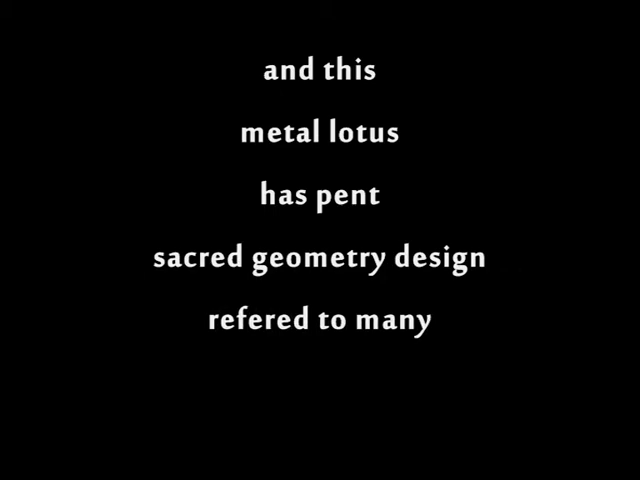 and this
metal lotus
has pent
sacred geometry design
refered to many